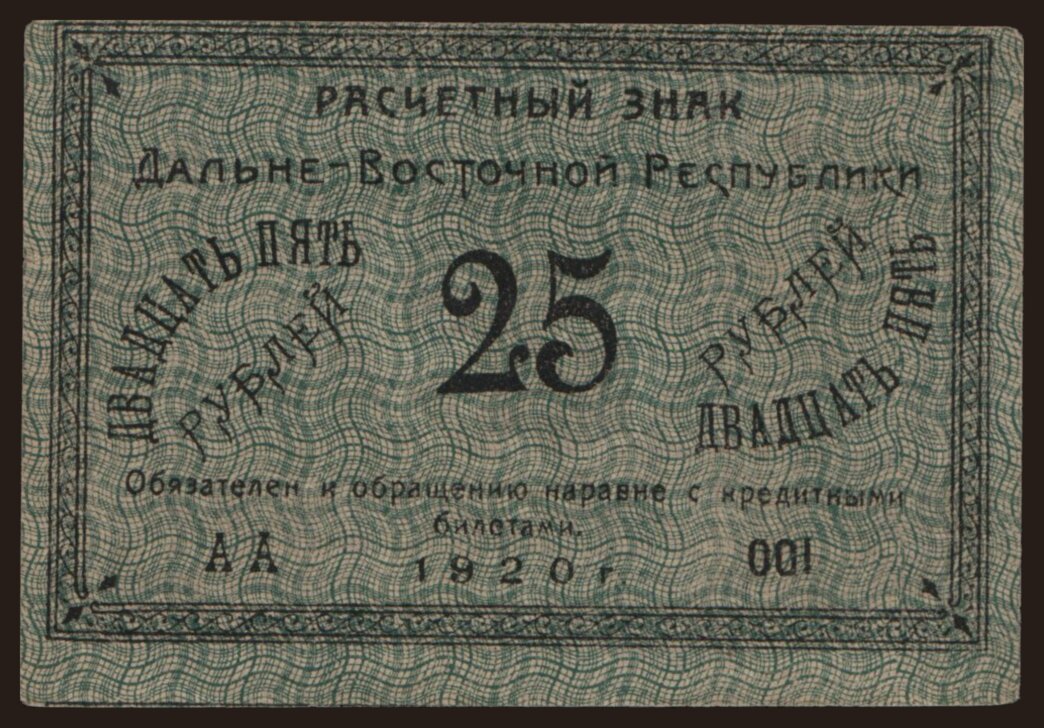 РАСЧЕТНЫЙ ЗНАК
Дальне-Восточной Республики
ДВАДЦАТЬ ПЯТЬ
РУБЛЕЙ
25
РУБЛЕЙ
ДВАДЦАТЬ ПЯТЬ
Обязателен к обращению наравне с кредитными
билетами.
АА
1920 г.
001